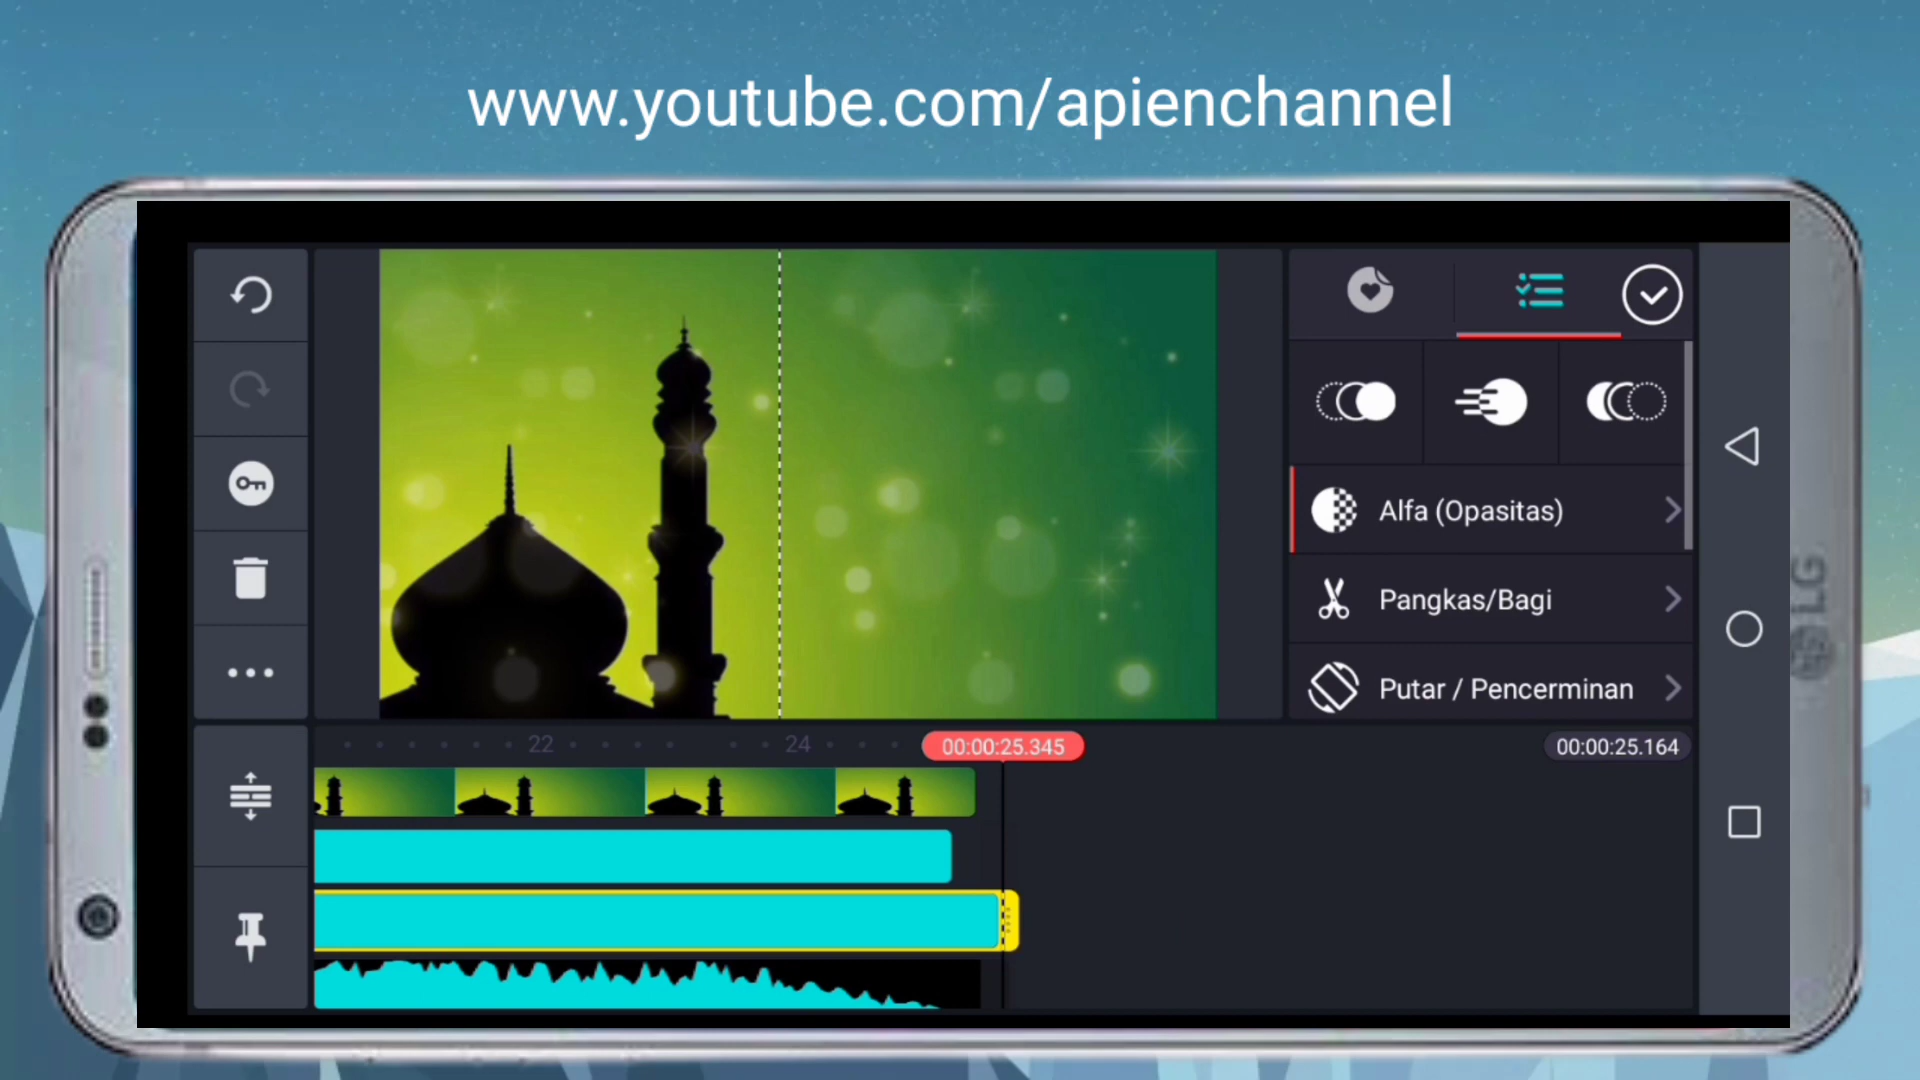 www.youtube.com/apienchannel
Alfa (Opasitas)
Pangkas/Bagi
Putar / Pencerminan
22
24
00:00:25.345
00:00:25.164
LG